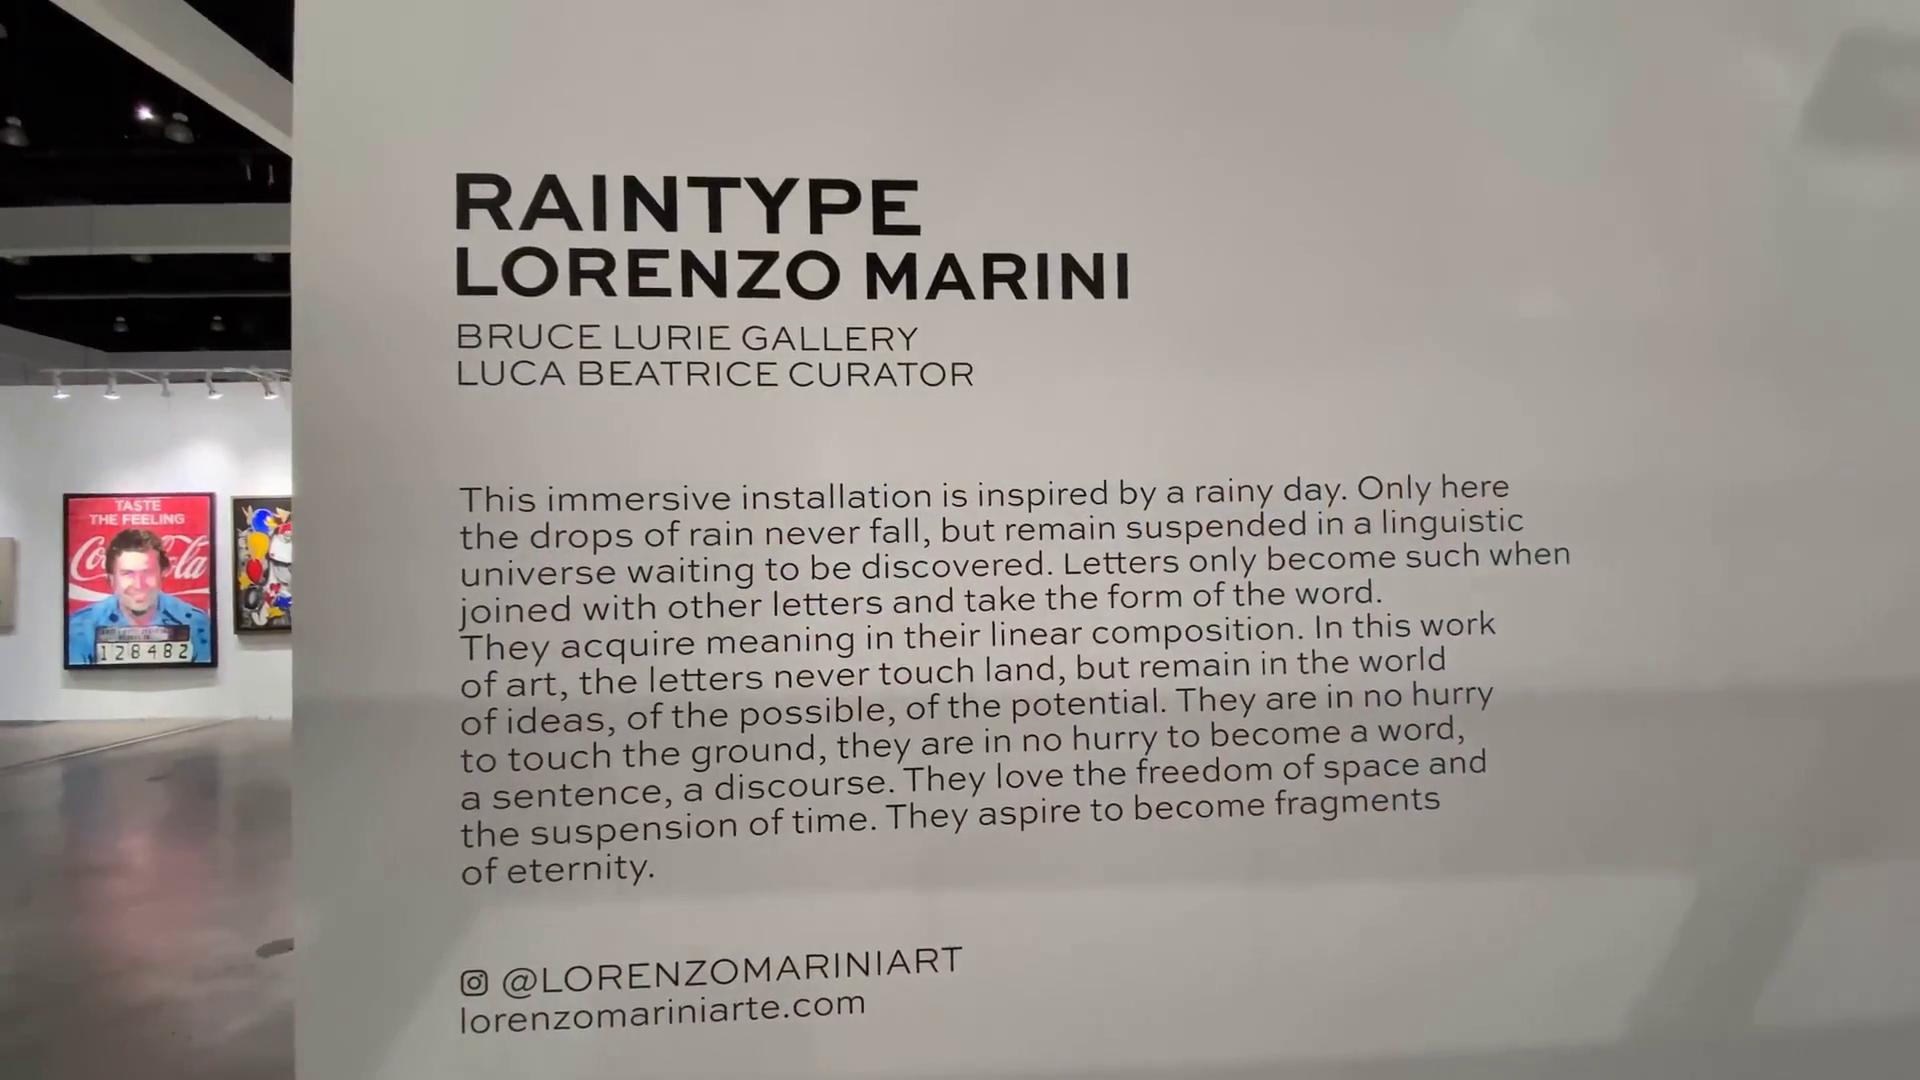 RAINTYPE
LORENZO MARINI
BRUCE LURIE GALLERY
LUCA BEATRICE CURATOR
This immersive installation is inspired by a rainy day. Only here
the drops of rain never fall, but remain suspended in a linguistic
universe waiting to be discovered. Letters only become such when
joined with other letters and take the form of the word.
They acquire meaning in their linear composition. In this work
of art, the letters never touch land, but remain in the world
of ideas, of the possible, of the potential. They are in no hurry
to touch the ground, they are in no hurry to become a word,
a sentence, a discourse. They love the freedom of space and
the suspension of time. They aspire to become fragments
of eternity.
@LORENZOMARINIART
lorenzomariniarte.com
TASTE
THE FEELING
128482